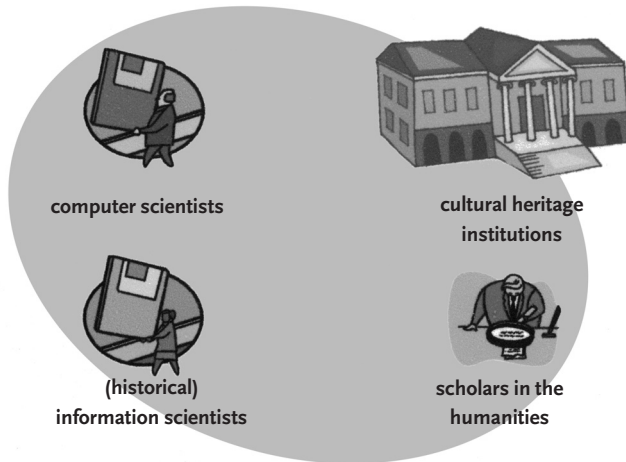 computer scientists
cultural heritage
institutions
(historical)
information scientists
scholars in the
humanities